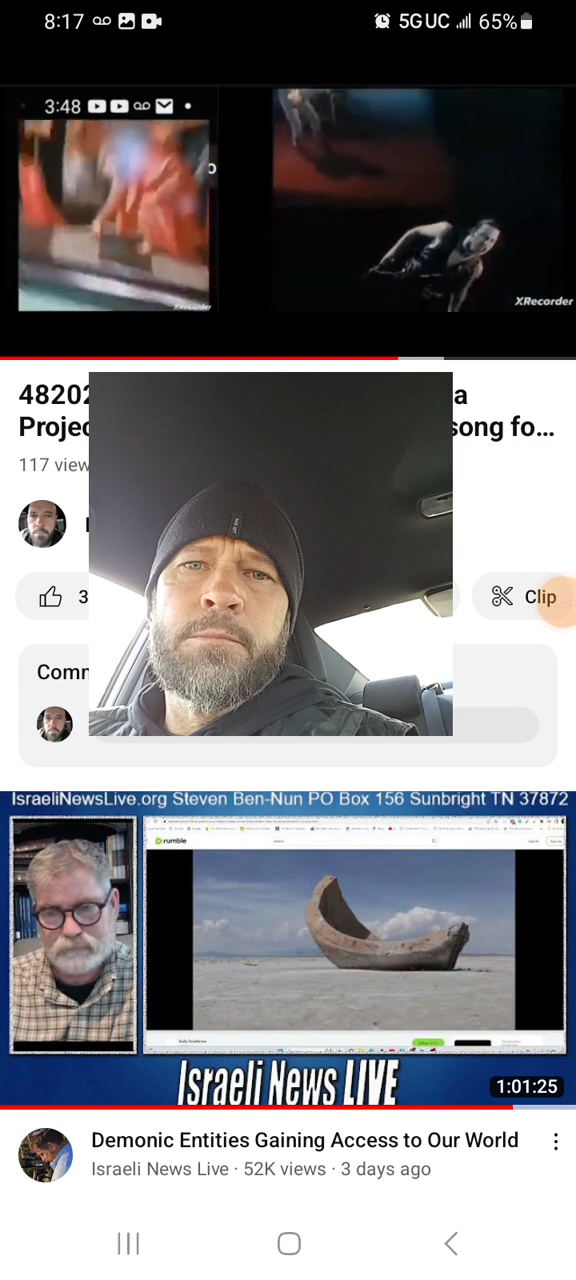 8:17
5GUC 65%
3:48
XRecorder
XRecorder
48202 a
Projec song fo...
117 view
3
Clip
Comm
IsraeliNewsLive.org Steven Ben-Nun PO Box 156 Sunbright TN 37872
rumble
Israeli News LIVE
1:01:25
Demonic Entities Gaining Access to Our World
Israeli News Live · 52K views · 3 days ago